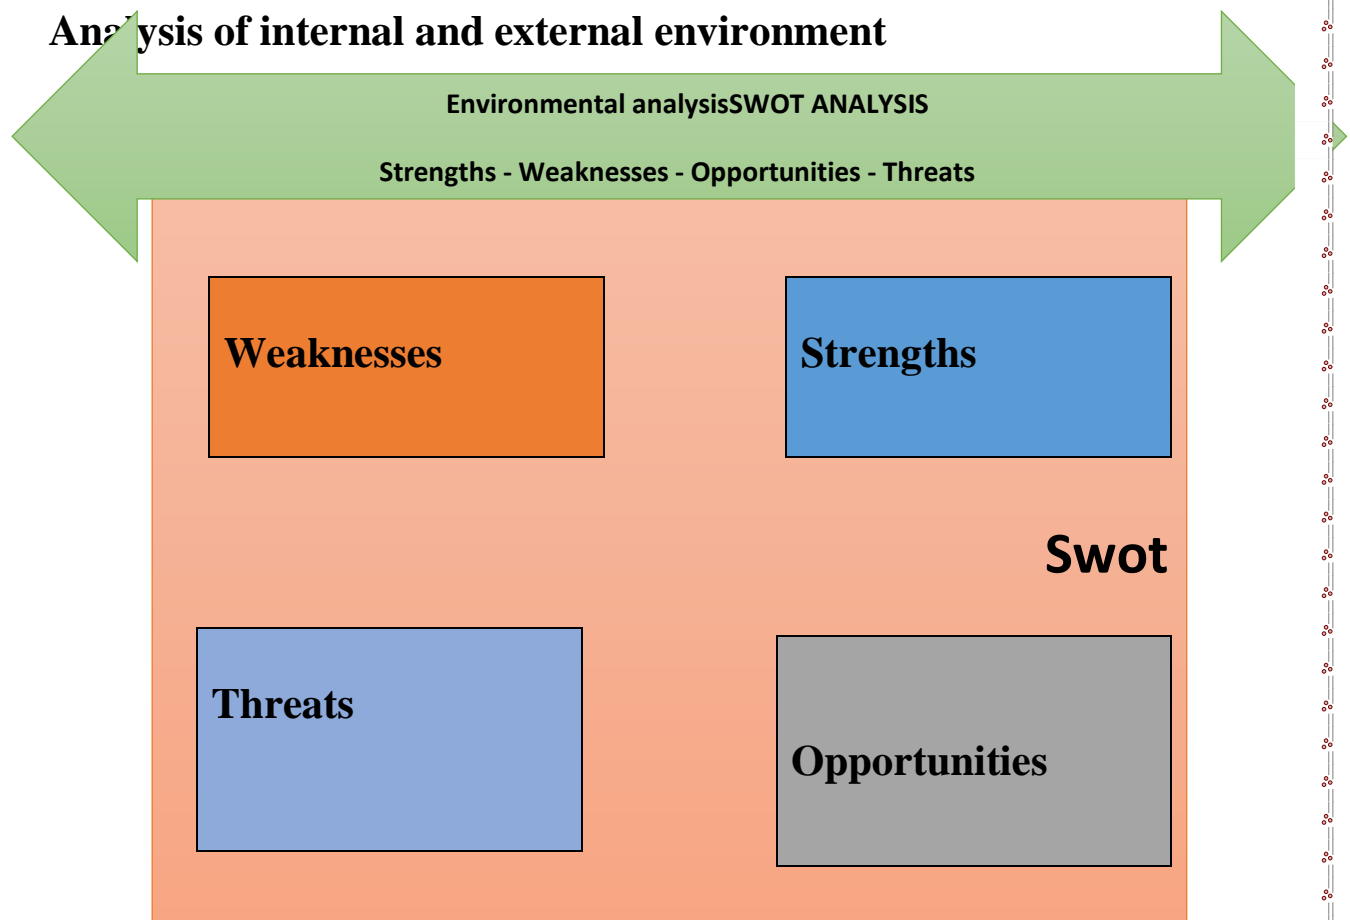 Analysis of internal and external environment
Environmental analysisSWOT ANALYSIS
Strengths - Weaknesses - Opportunities - Threats
Weaknesses
Strengths
Swot
Threats
Opportunities